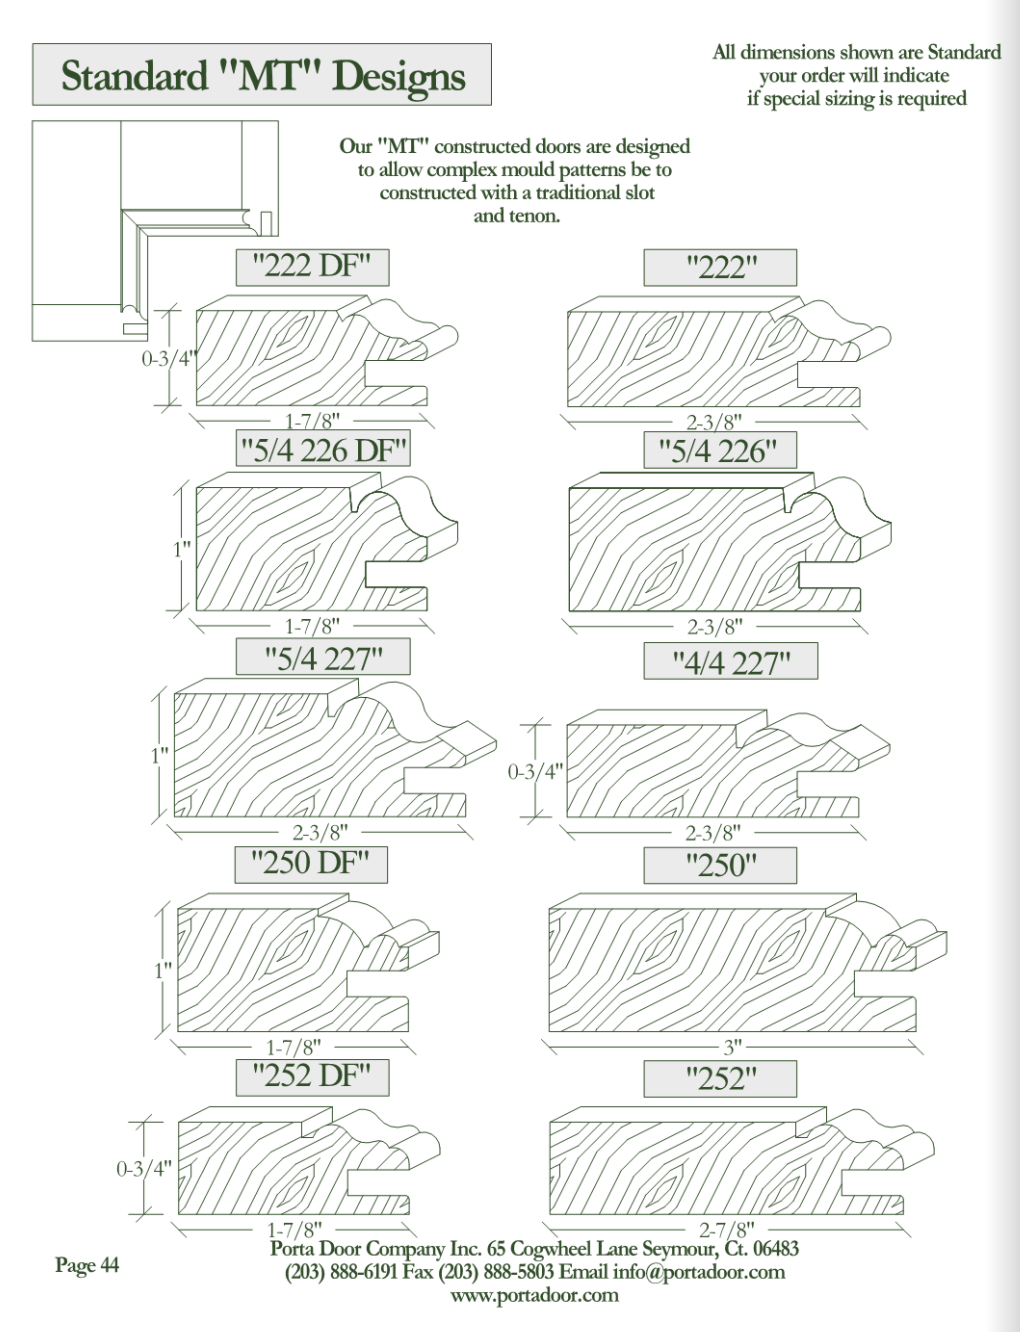 Standard "MT" Designs
All dimensions shown are Standard
your order will indicate
if special sizing is required
Our "MT" constructed doors are designed
to allow complex mould patterns be to
constructed with a traditional slot
and tenon.
"222 DF"
"222"
0-3/4"
1-7/8"
2-3/8"
"5/4 226 DF"
"5/4 226"
1"
1-7/8"
2-3/8"
"5/4 227"
"4/4 227"
1"
0-3/4"
2-3/8"
2-3/8"
"250 DF"
"250"
1"
1-7/8"
3"
"252 DF"
"252"
0-3/4"
1-7/8"
2-7/8"
Porta Door Company Inc. 65 Cogwheel Lane Seymour, Ct. 06483
Page 44
(203) 888-6191 Fax (203) 888-5803 Email info@portadoor.com
www.portadoor.com